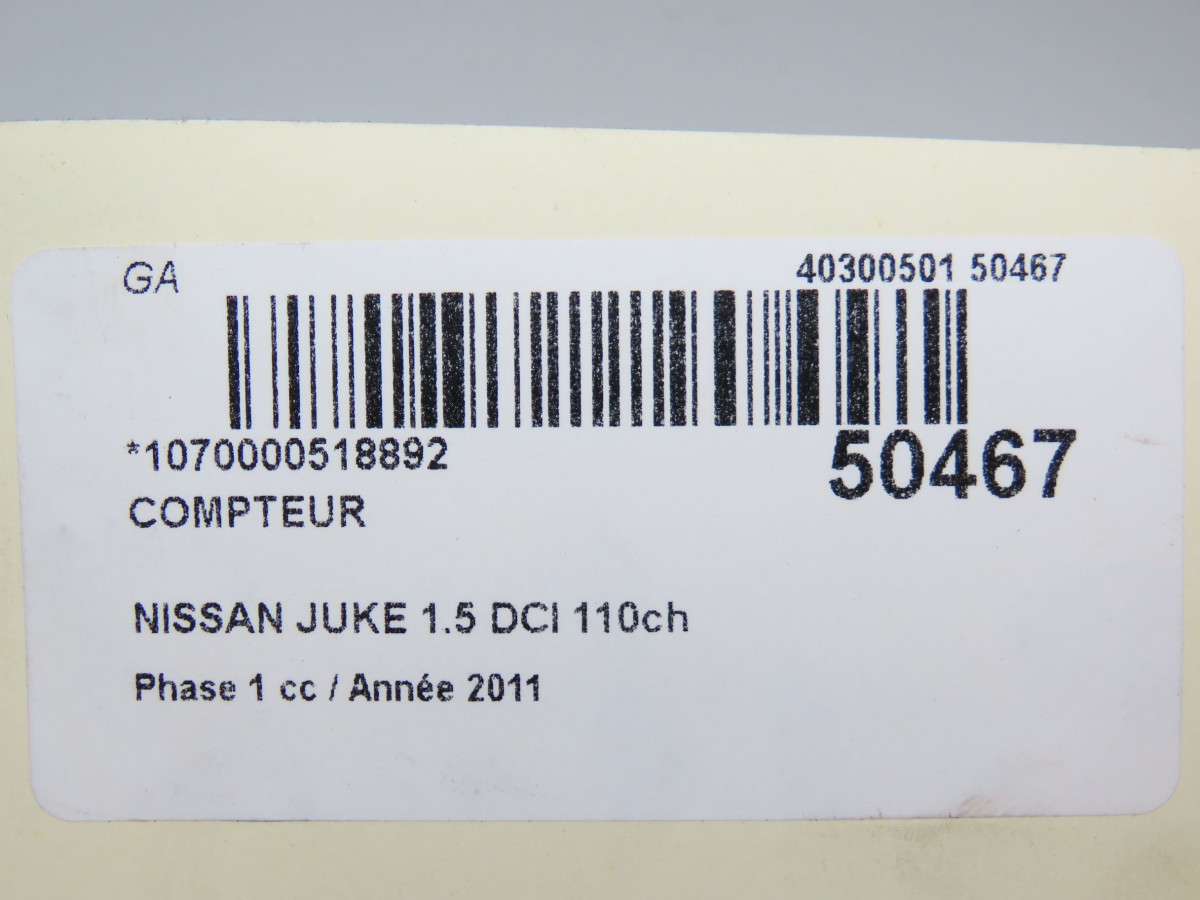 GA
40300501 50467
*1070000518892
50467
COMPTEUR
NISSAN JUKE 1.5 DCI 110ch
Phase 1 cc / Année 2011